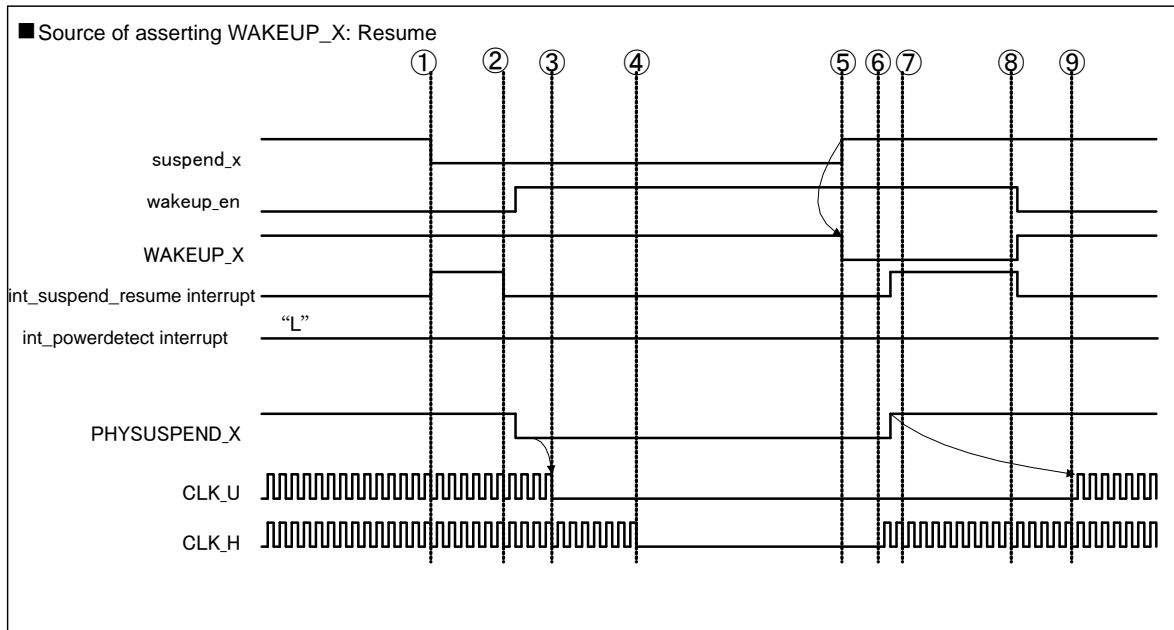 ■Source of asserting WAKEUP_X: Resume
① ② ③ ④ ⑤ ⑥ ⑦ ⑧ ⑨
suspend_x
wakeup_en
WAKEUP_X
int_suspend_resume interrupt
“L”
int_powerdetect interrupt
PHYSUSPEND_X
CLK_U
CLK_H